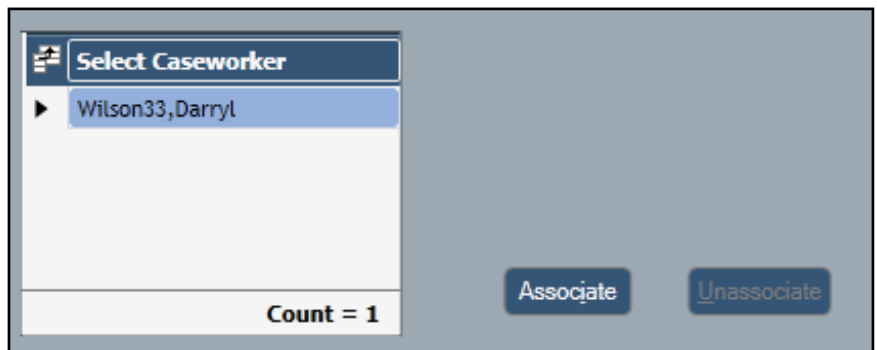 Select Caseworker
Wilson33,Darryl
Associate
Unassociate
Count = 1